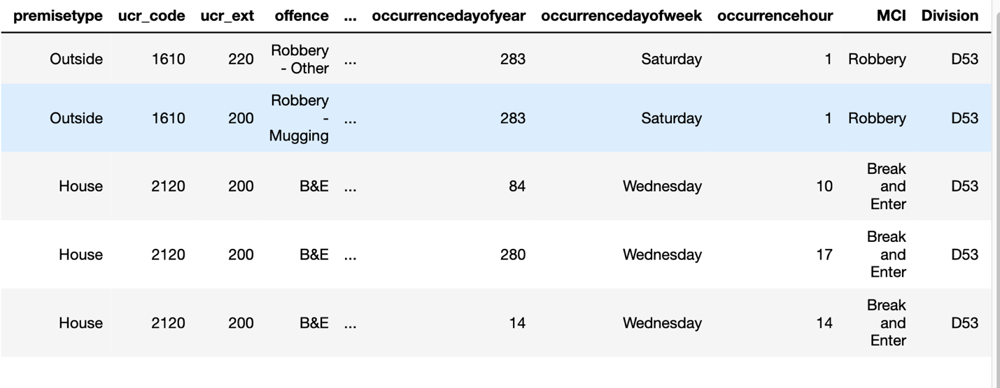 premisetype ucr_code ucr_ext offence ... occurrencedayofyear occurrencedayofweek occurrencehour MCI Division
Outside 1610 220 Robbery - Other ... 283 Saturday 1 Robbery D53
Outside 1610 200 Robbery - Mugging ... 283 Saturday 1 Robbery D53
House 2120 200 B&E ... 84 Wednesday 10 Break and Enter D53
House 2120 200 B&E ... 280 Wednesday 17 Break and Enter D53
House 2120 200 B&E ... 14 Wednesday 14 Break and Enter D53